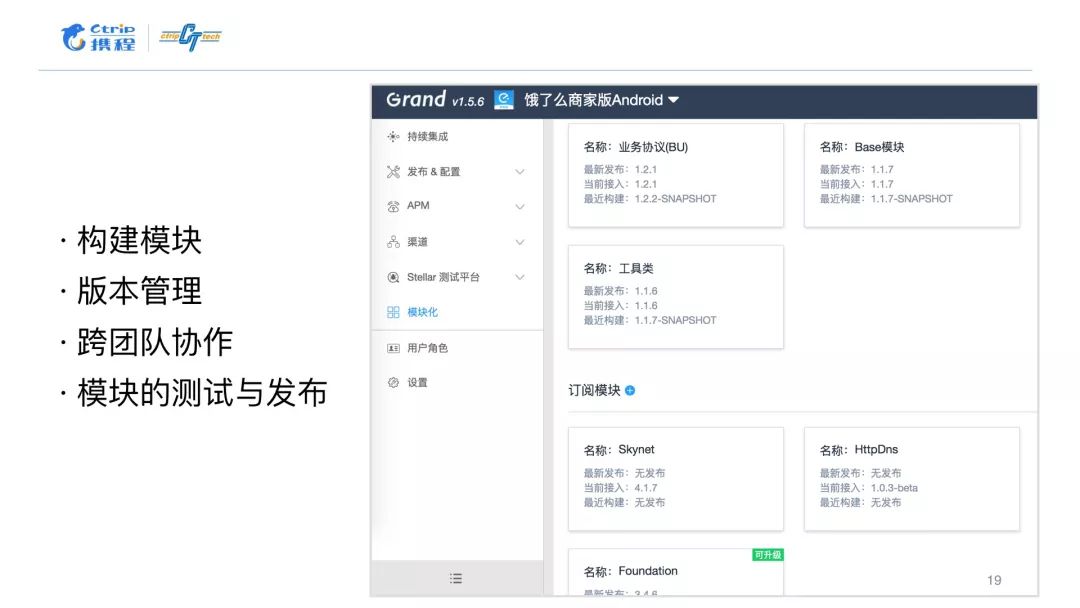 Ctrip
携程
ctrip CT tech
· 构建模块
· 版本管理
· 跨团队协作
· 模块的测试与发布
Grand v1.5.6 饿了么商家版Android
持续集成
发布 & 配置
APM
渠道
Stellar 测试平台
模块化
用户角色
设置
名称：业务协议(BU)
最新发布：1.2.1
当前接入：1.2.1
最近构建：1.2.2-SNAPSHOT
名称：Base模块
最新发布：1.1.7
当前接入：1.1.7
最近构建：1.1.7-SNAPSHOT
名称：工具类
最新发布：1.1.6
当前接入：1.1.6
最近构建：1.1.7-SNAPSHOT
订阅模块
名称：Skynet
最新发布：无发布
当前接入：4.1.7
最近构建：无发布
名称：HttpDns
最新发布：无发布
当前接入：1.0.3-beta
最近构建：无发布
可升级
名称：Foundation
最新发布：3.4.6
19